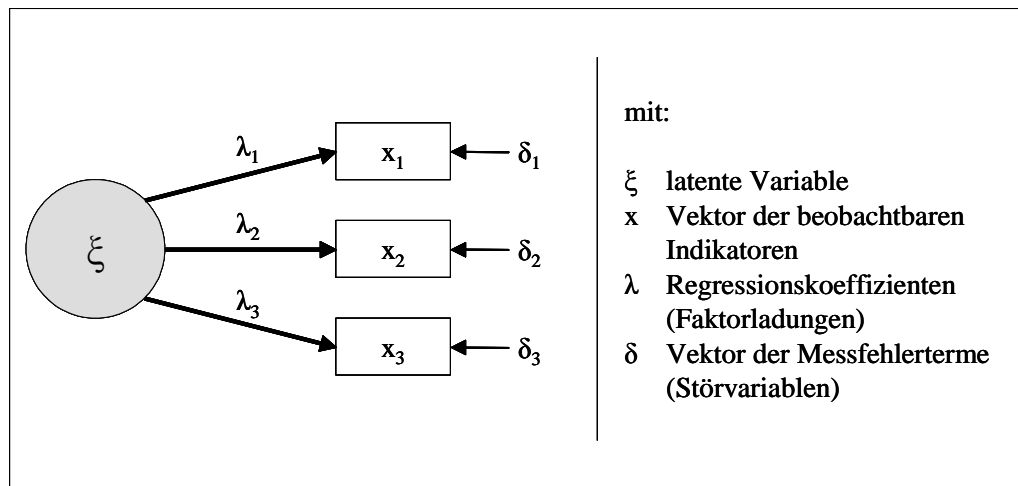 λ1
x1
δ1
ξ
λ2
x2
δ2
λ3
x3
δ3
mit:
ξ latente Variable
x Vektor der beobachtbaren
Indikatoren
λ Regressionskoeffizienten
(Faktorladungen)
δ Vektor der Messfehlerterme
(Störvariablen)